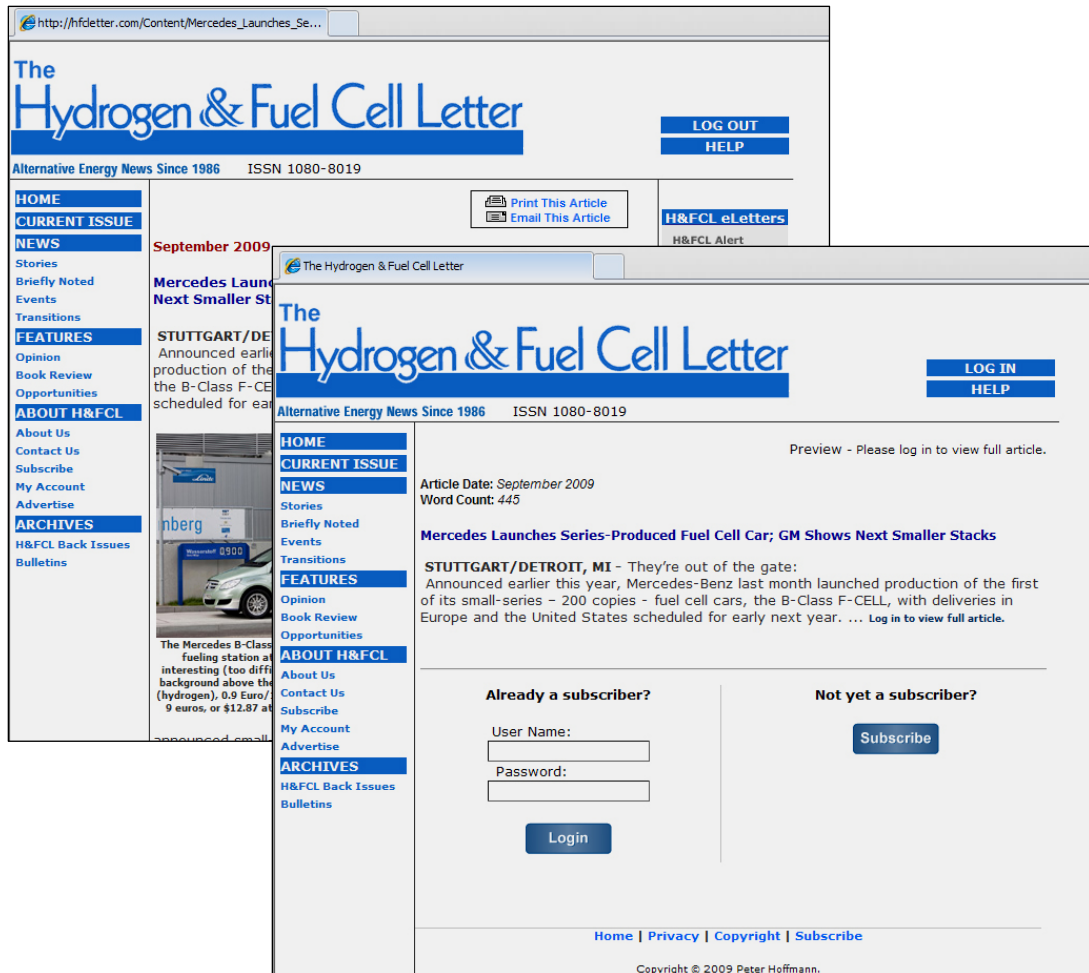 http://hfcletter.com/Content/Mercedes_Launches_Se...
The
Hydrogen & Fuel Cell Letter
LOG OUT
HELP
Alternative Energy News Since 1986 ISSN 1080-8019
HOME
CURRENT ISSUE
NEWS
Stories
Briefly Noted
Events
Transitions
FEATURES
Opinion
Book Review
Opportunities
ABOUT H&FCL
About Us
Contact Us
Subscribe
My Account
Advertise
ARCHIVES
H&FCL Back Issues
Bulletins
Print This Article
Email This Article
H&FCL eLetters
H&FCL Alert
September 2009
Mercedes Laun
Next Smaller St
STUTTGART/DE
Announced earli
production of the
the B-Class F-CE
scheduled for ear
Linde
nberg
Wasserstoff 0900
The Mercedes B-Class
fueling station at
interesting (too diffi
background above the
(hydrogen), 0.9 Euro/
9 euros, or $12.87 at
announced small
The Hydrogen & Fuel Cell Letter
The
Hydrogen & Fuel Cell Letter
LOG IN
HELP
Alternative Energy News Since 1986 ISSN 1080-8019
HOME
CURRENT ISSUE
NEWS
Stories
Briefly Noted
Events
Transitions
FEATURES
Opinion
Book Review
Opportunities
ABOUT H&FCL
About Us
Contact Us
Subscribe
My Account
Advertise
ARCHIVES
H&FCL Back Issues
Bulletins
Preview - Please log in to view full article.
Article Date: September 2009
Word Count: 445
Mercedes Launches Series-Produced Fuel Cell Car; GM Shows Next Smaller Stacks
STUTTGART/DETROIT, MI - They're out of the gate:
Announced earlier this year, Mercedes-Benz last month launched production of the first
of its small-series – 200 copies - fuel cell cars, the B-Class F-CELL, with deliveries in
Europe and the United States scheduled for early next year. ... Log in to view full article.
Already a subscriber?
User Name:
Password:
Login
Not yet a subscriber?
Subscribe
Home | Privacy | Copyright | Subscribe
Copyright © 2009 Peter Hoffmann.